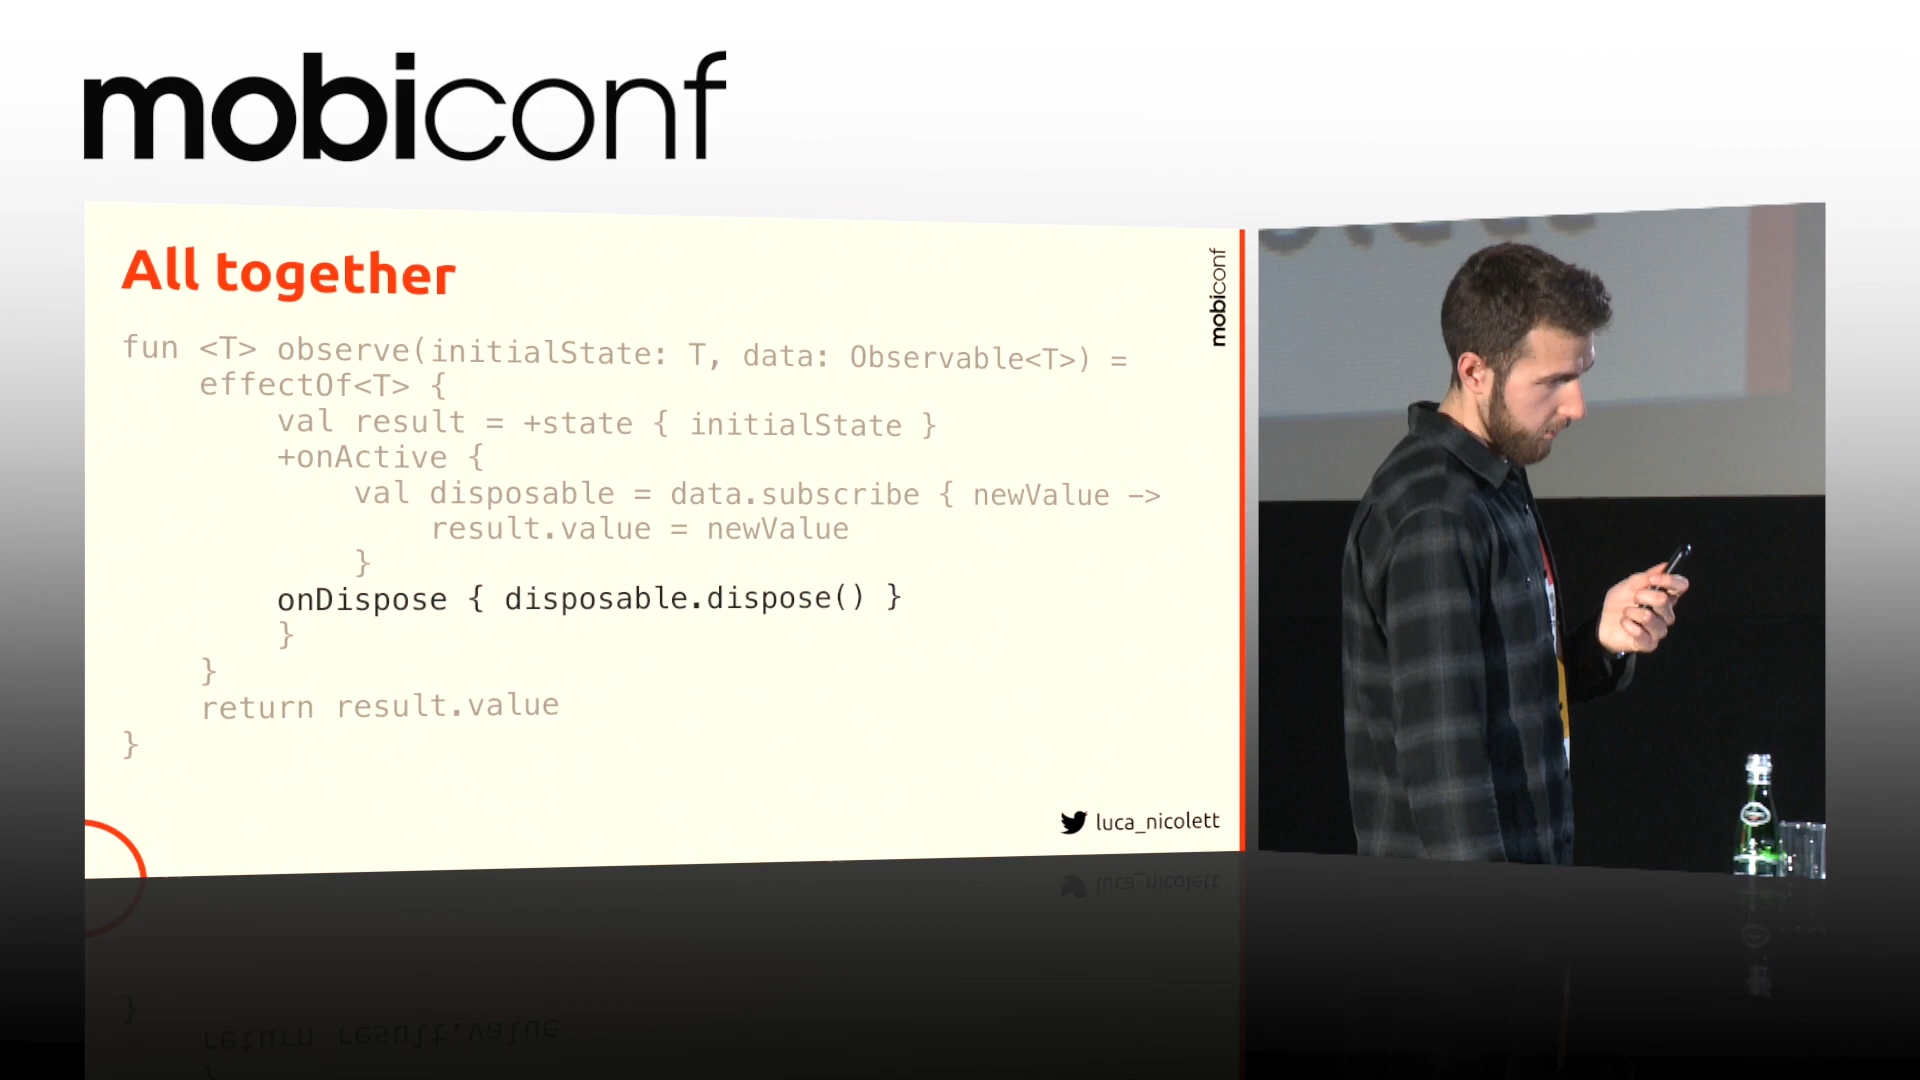 mobiconf
All together
mobiconf
fun <T> observe(initialState: T, data: Observable<T>) =
effectOf<T> {
val result = +state { initialState }
+onActive {
val disposable = data.subscribe { newValue ->
result.value = newValue
}
onDispose { disposable.dispose() }
}
}
return result.value
}
luca_nicolett